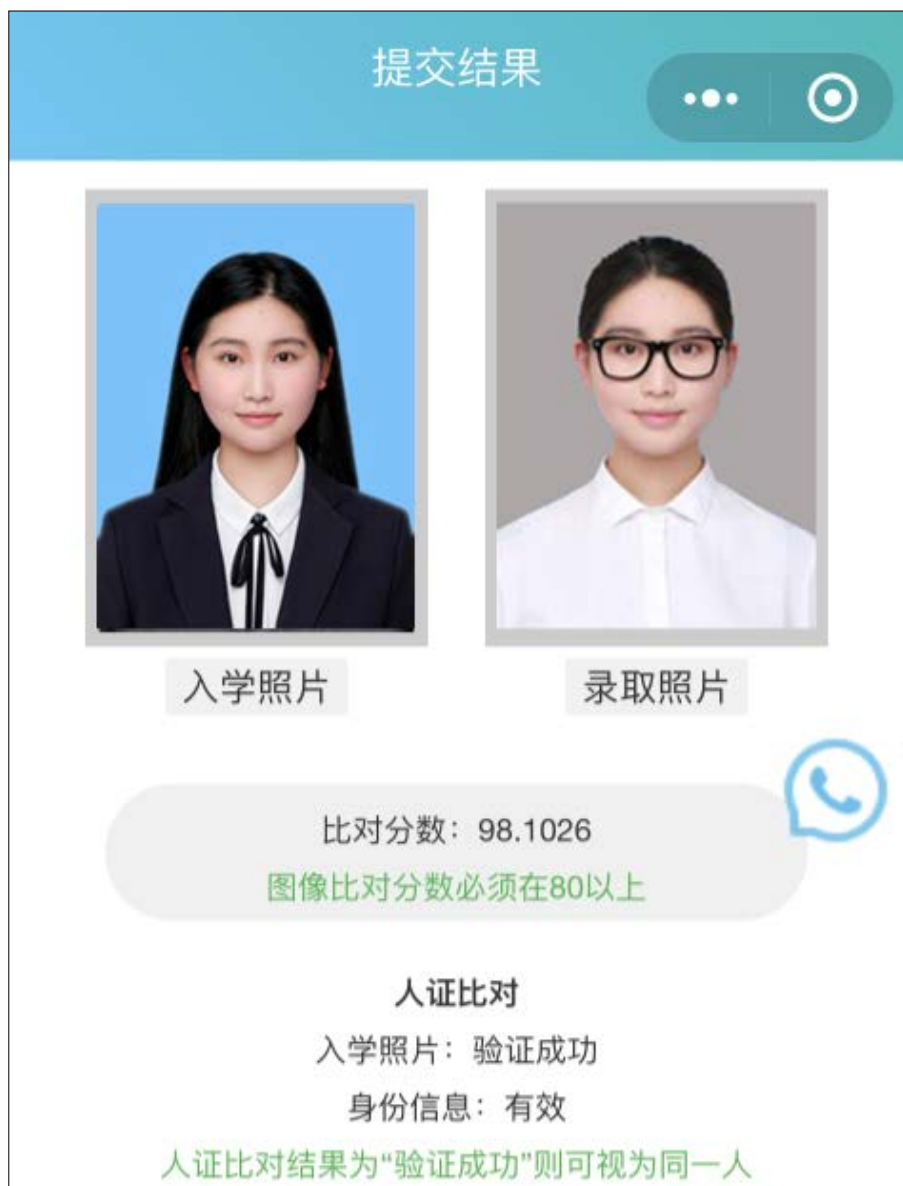 提交结果
入学照片
录取照片
比对分数：98.1026
图像比对分数必须在80以上
人证比对
入学照片：验证成功
身份信息：有效
人证比对结果为“验证成功”则可视为同一人